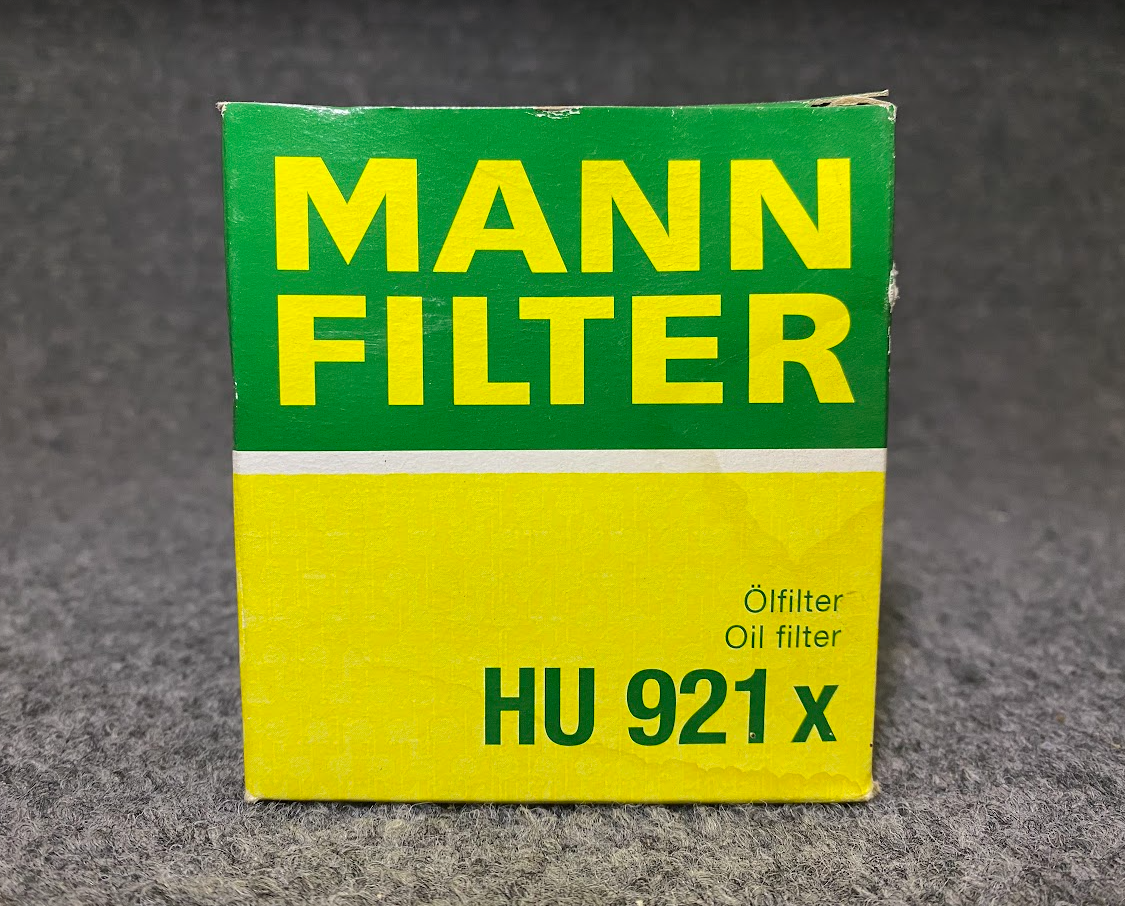 MANN
FILTER
Ölfilter
Oil filter
HU 921 x